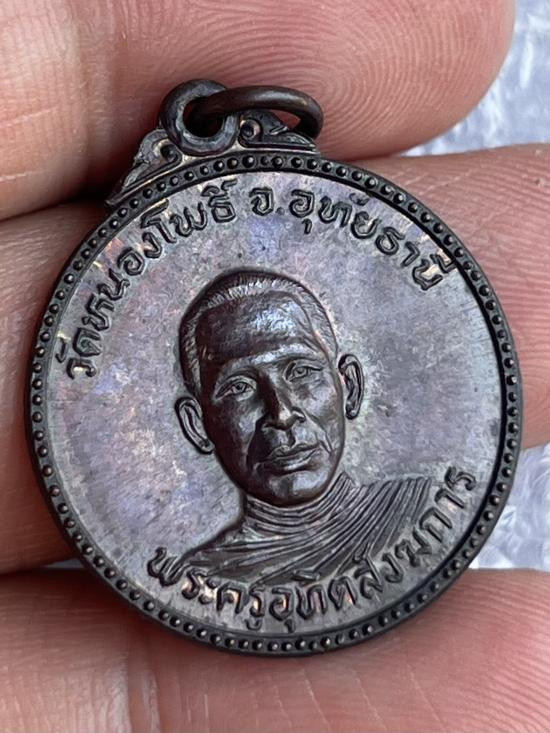 วัดหนองโพธิ์ จ.อุทัยธานี
พระครูอุทิตสังฆการ